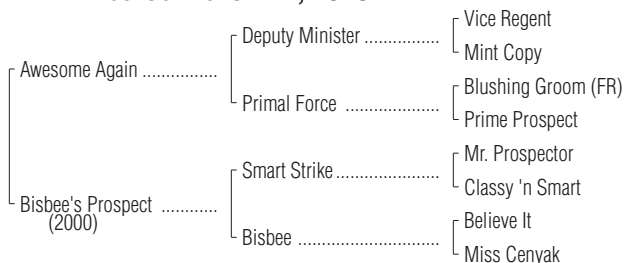 Vice Regent
Deputy Minister ................
Mint Copy
Awesome Again ................
Blushing Groom (FR)
Primal Force ....................
Prime Prospect
Mr. Prospector
Smart Strike ......................
Classy 'n Smart
Bisbee's Prospect ............
(2000)
Believe It
Bisbee ..............................
Miss Cenyak